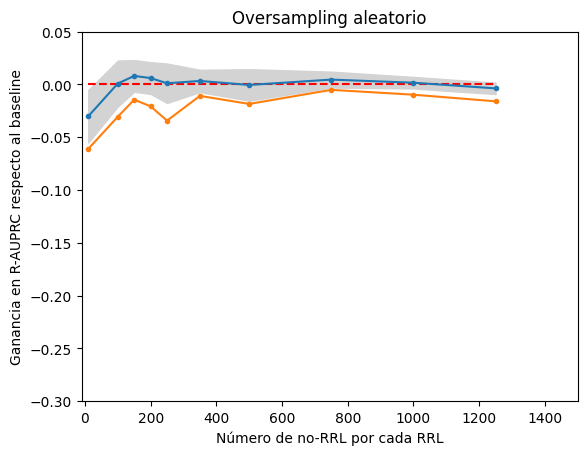 Oversampling aleatorio
Ganancia en R-AUPRC respecto al baseline
0.05
0.00
−0.05
−0.10
−0.15
−0.20
−0.25
−0.30
0 200 400 600 800 1000 1200 1400
Número de no-RRL por cada RRL